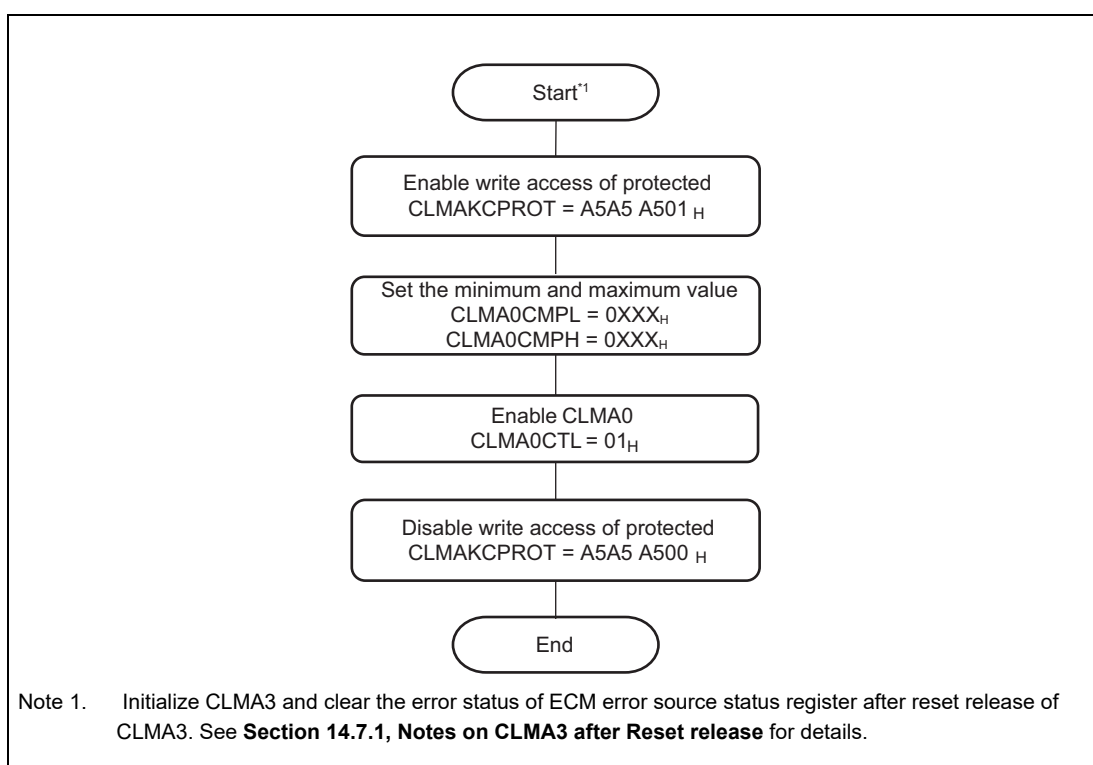 Start*1
Enable write access of protected
CLMAKCPROT = A5A5 A501 H
Set the minimum and maximum value
CLMA0CMPL = 0XXXH
CLMA0CMPH = 0XXXH
Enable CLMA0
CLMA0CTL = 01H
Disable write access of protected
CLMAKCPROT = A5A5 A500 H
End
Note 1. Initialize CLMA3 and clear the error status of ECM error source status register after reset release of
CLMA3. See Section 14.7.1, Notes on CLMA3 after Reset release for details.